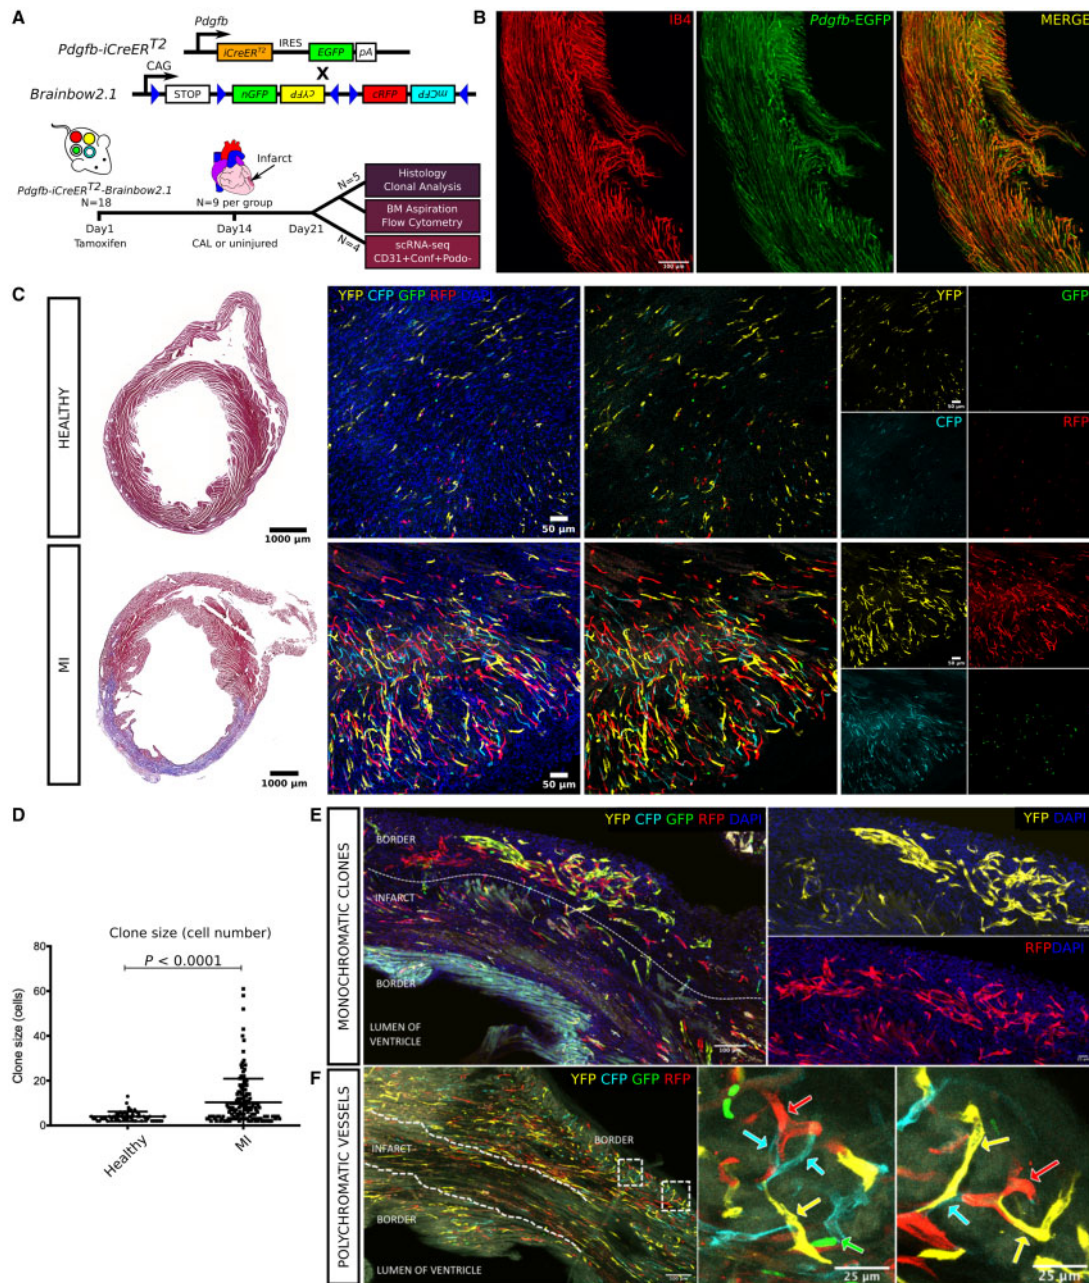 A
Pdgfb
Pdgfb-iCreERT2
IRES
iCreERT2
EGFP
pA
X
CAG
Brainbow2.1
STOP
nGFP
cYFP
cRFP
mCFP
Infarct
Pdgfb-iCreERT2-Brainbow2.1
N=18
N=9 per group
Day1
Tamoxifen
Day14
CAL or uninjured
Day21
N=5
N=4
Histology
Clonal Analysis
BM Aspiration
Flow Cytometry
scRNA-seq
CD31+Conf+Podo-
B
IB4
Pdgfb-EGFP
MERGE
C
HEALTHY
1000 µm
YFP CFP GFP RFP DAPI
50 µm
YFP
50 µm
GFP
CFP
RFP
MI
1000 µm
50 µm
50 µm
D
Clone size (cell number)
P < 0.0001
Clone size (cells)
80
60
40
20
0
Healthy
MI
E
MONOCHROMATIC CLONES
YFP CFP GFP RFP DAPI
BORDER
INFARCT
BORDER
LUMEN OF
VENTRICLE
100 µm
YFP DAPI
RFP DAPI
F
POLYCHROMATIC VESSELS
YFP CFP GFP RFP
BORDER
INFARCT
BORDER
LUMEN OF VENTRICLE
25 µm
25 µm